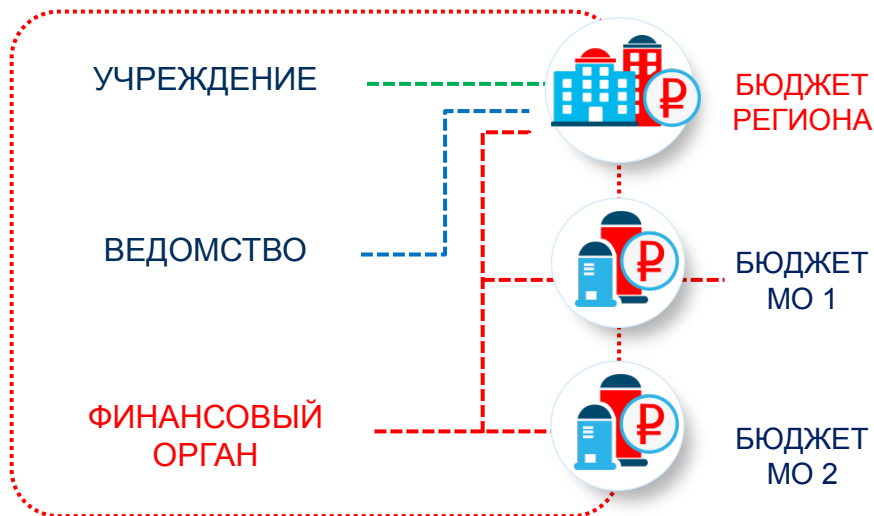 УЧРЕЖДЕНИЕ
БЮДЖЕТ
РЕГИОНА
ВЕДОМСТВО
БЮДЖЕТ
МО 1
ФИНАНСОВЫЙ
ОРГАН
БЮДЖЕТ
МО 2